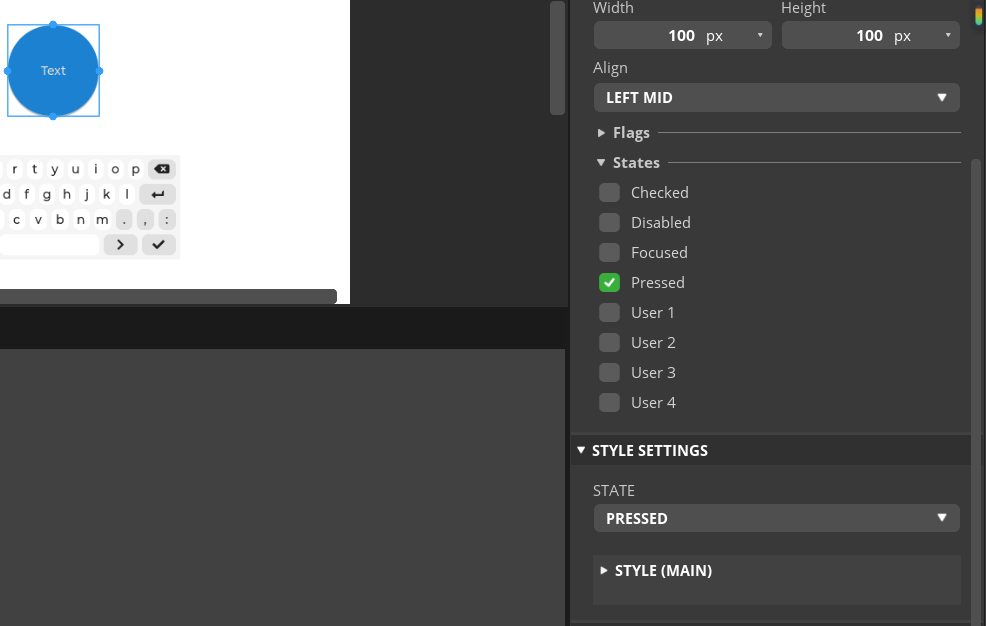 Width Height
100 px 100 px
Align
LEFT MID
Flags
States
Checked
Disabled
Focused
Pressed
User 1
User 2
User 3
User 4
STYLE SETTINGS
STATE
PRESSED
STYLE (MAIN)
Text
r t y u i o p
d f g h j k l
c v b n m . , :